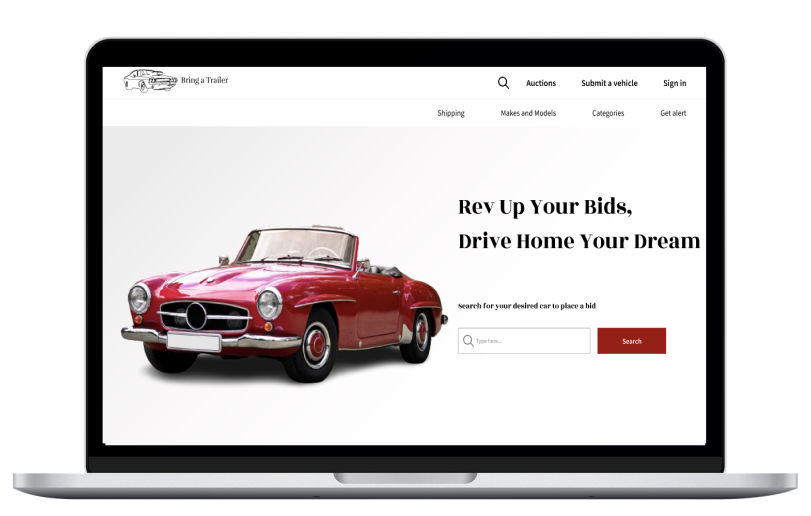 Bring a Trailer
Auctions Submit a vehicle Sign in
Shipping Makes and Models Categories Get alert
Rev Up Your Bids,
Drive Home Your Dream
Search for your desired car to place a bid
Type here... Search